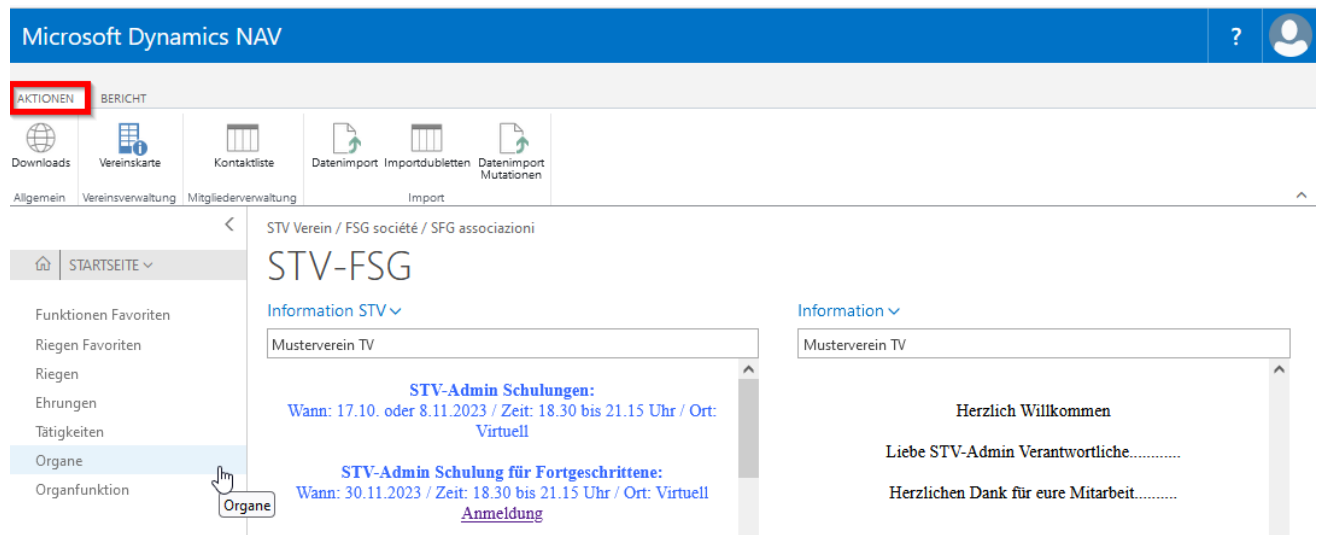 Microsoft Dynamics NAV
?
AKTIONEN BERICHT
Downloads Vereinskarte Kontaktliste Datenimport Importdubletten Datenimport
Mutationen
Allgemein Vereinsverwaltung Mitgliederverwaltung Import
STV Verein / FSG société / SFG associazioni
STARTSEITE
STV-FSG
Funktionen Favoriten
Riegen Favoriten
Riegen
Ehrungen
Tätigkeiten
Organe
Organfunktion
Organe
Information STV
Musterverein TV
STV-Admin Schulungen:
Wann: 17.10. oder 8.11.2023 / Zeit: 18.30 bis 21.15 Uhr / Ort:
Virtuell
STV-Admin Schulung für Fortgeschrittene:
Wann: 30.11.2023 / Zeit: 18.30 bis 21.15 Uhr / Ort: Virtuell
Anmeldung
Information
Musterverein TV
Herzlich Willkommen
Liebe STV-Admin Verantwortliche............
Herzlichen Dank für eure Mitarbeit..........